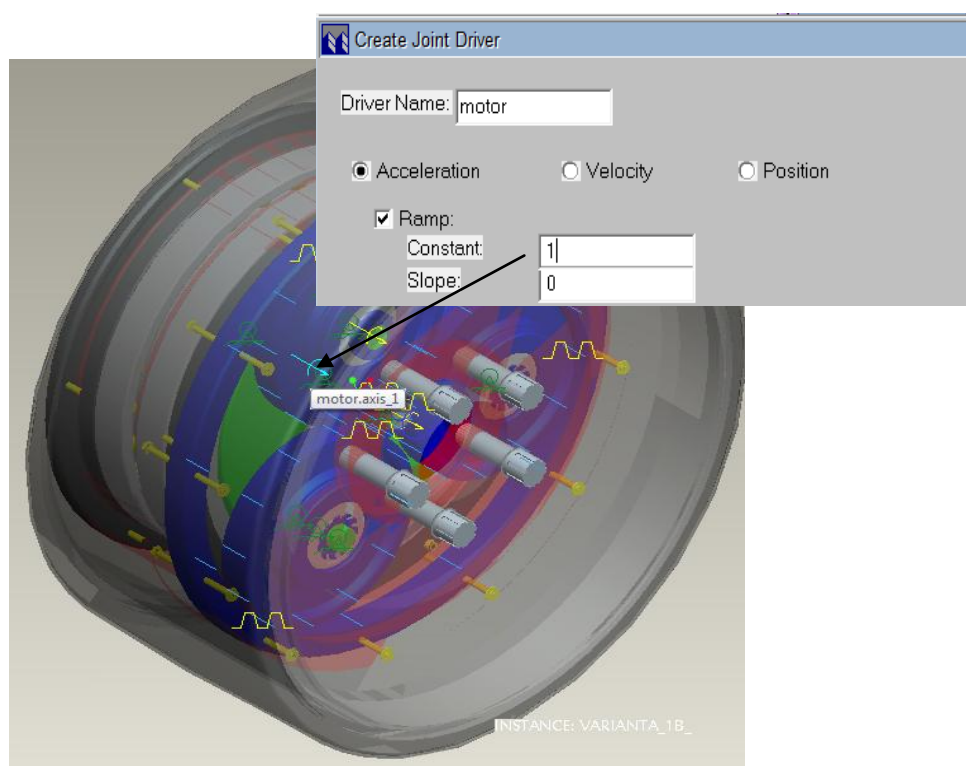 Create Joint Driver
Driver Name: motor
Acceleration Velocity Position
Ramp:
Constant: 1
Slope: 0
motor.axis_1
INSTANCE: VARIANTA_1B_